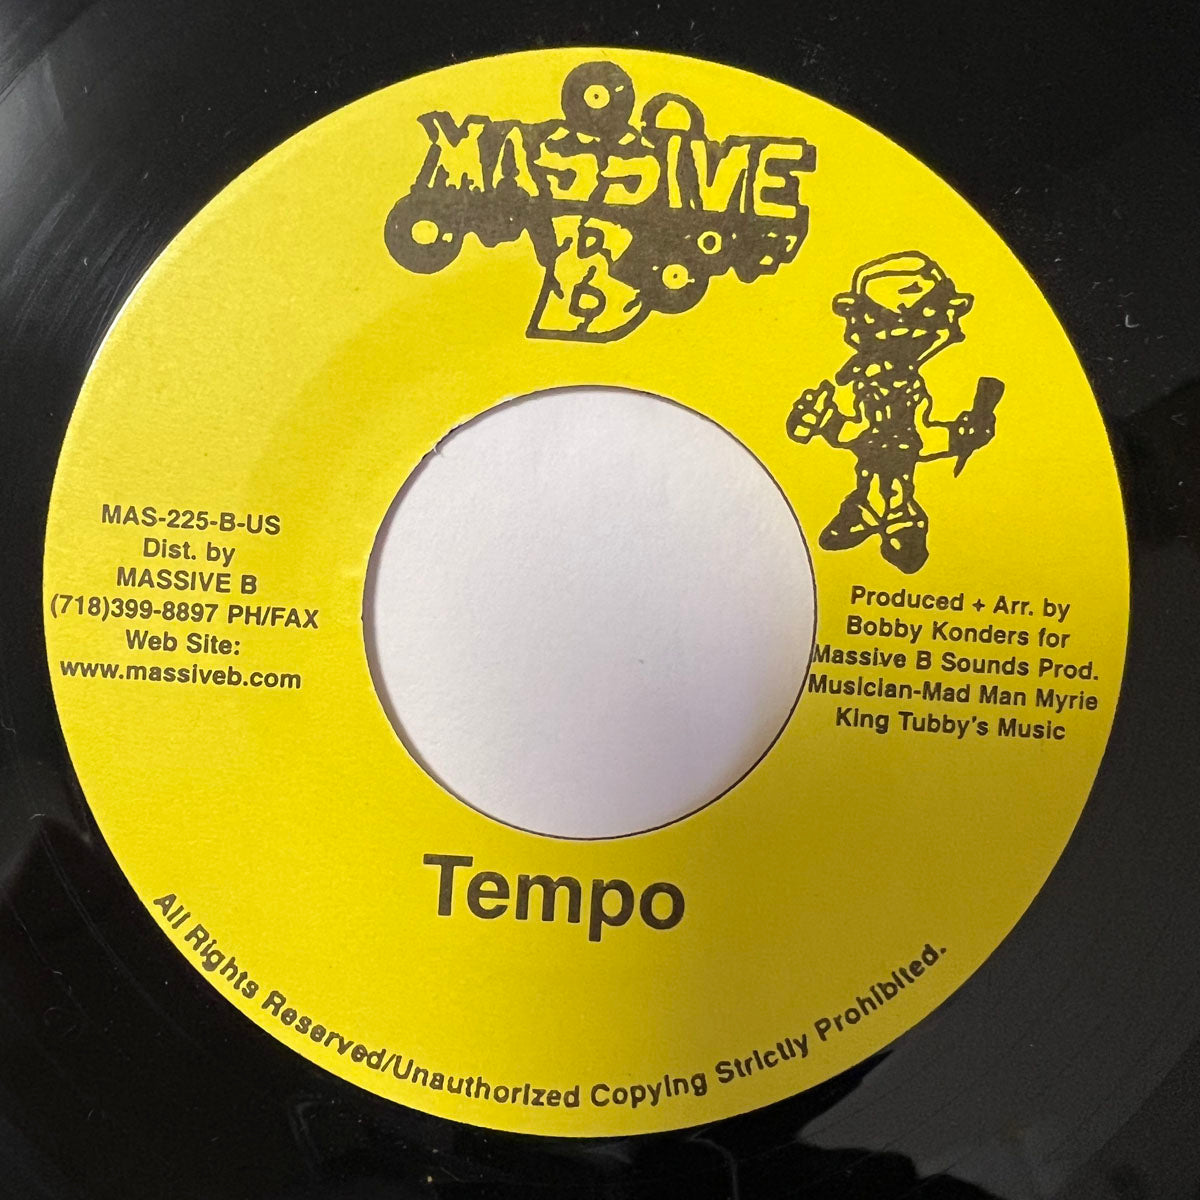 MASSIVE
B
MAS-225-B-US
Dist. by
MASSIVE B
(718)399-8897 PH/FAX
Web Site:
www.massiveb.com
Produced + Arr. by
Bobby Konders for
Massive B Sounds Prod.
Musician-Mad Man Myrie
King Tubby's Music
Tempo
All Rights Reserved/Unauthorized Copying Strictly Prohibited.